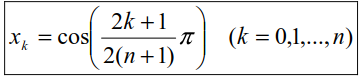 x_k = cos( (2k + 1) / (2(n + 1)) π ) (k = 0,1,...,n)